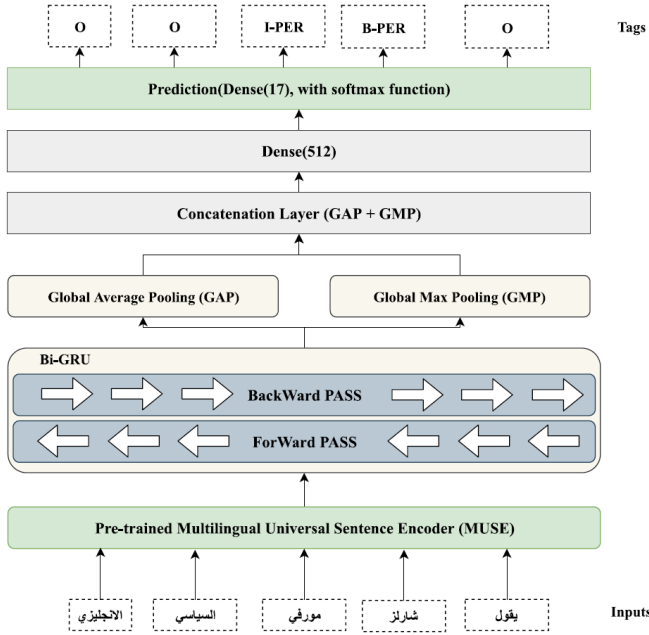 O O I-PER B-PER O Tags
Prediction(Dense(17), with softmax function)
Dense(512)
Concatenation Layer (GAP + GMP)
Global Average Pooling (GAP) Global Max Pooling (GMP)
Bi-GRU
BackWard PASS
ForWard PASS
Pre-trained Multilingual Universal Sentence Encoder (MUSE)
يقول شارلز مورفي السياسي الانجليزي Inputs